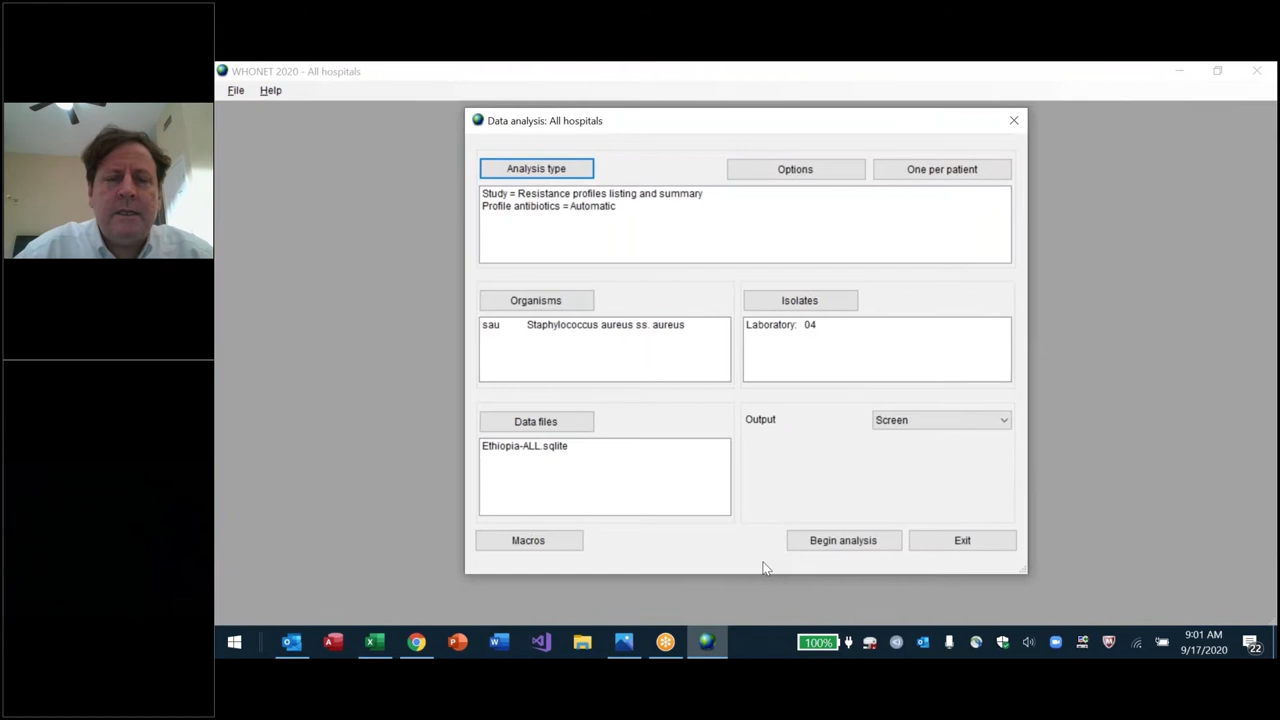 WHONET 2020 - All hospitals
File Help
Data analysis: All hospitals
Analysis type
Options
One per patient
Study = Resistance profiles listing and summary
Profile antibiotics = Automatic
Organisms
Isolates
sau Staphylococcus aureus ss. aureus
Laboratory: 04
Data files
Output
Screen
Ethiopia-ALL.sqlite
Macros
Begin analysis
Exit
100%
9:01 AM
9/17/2020
22